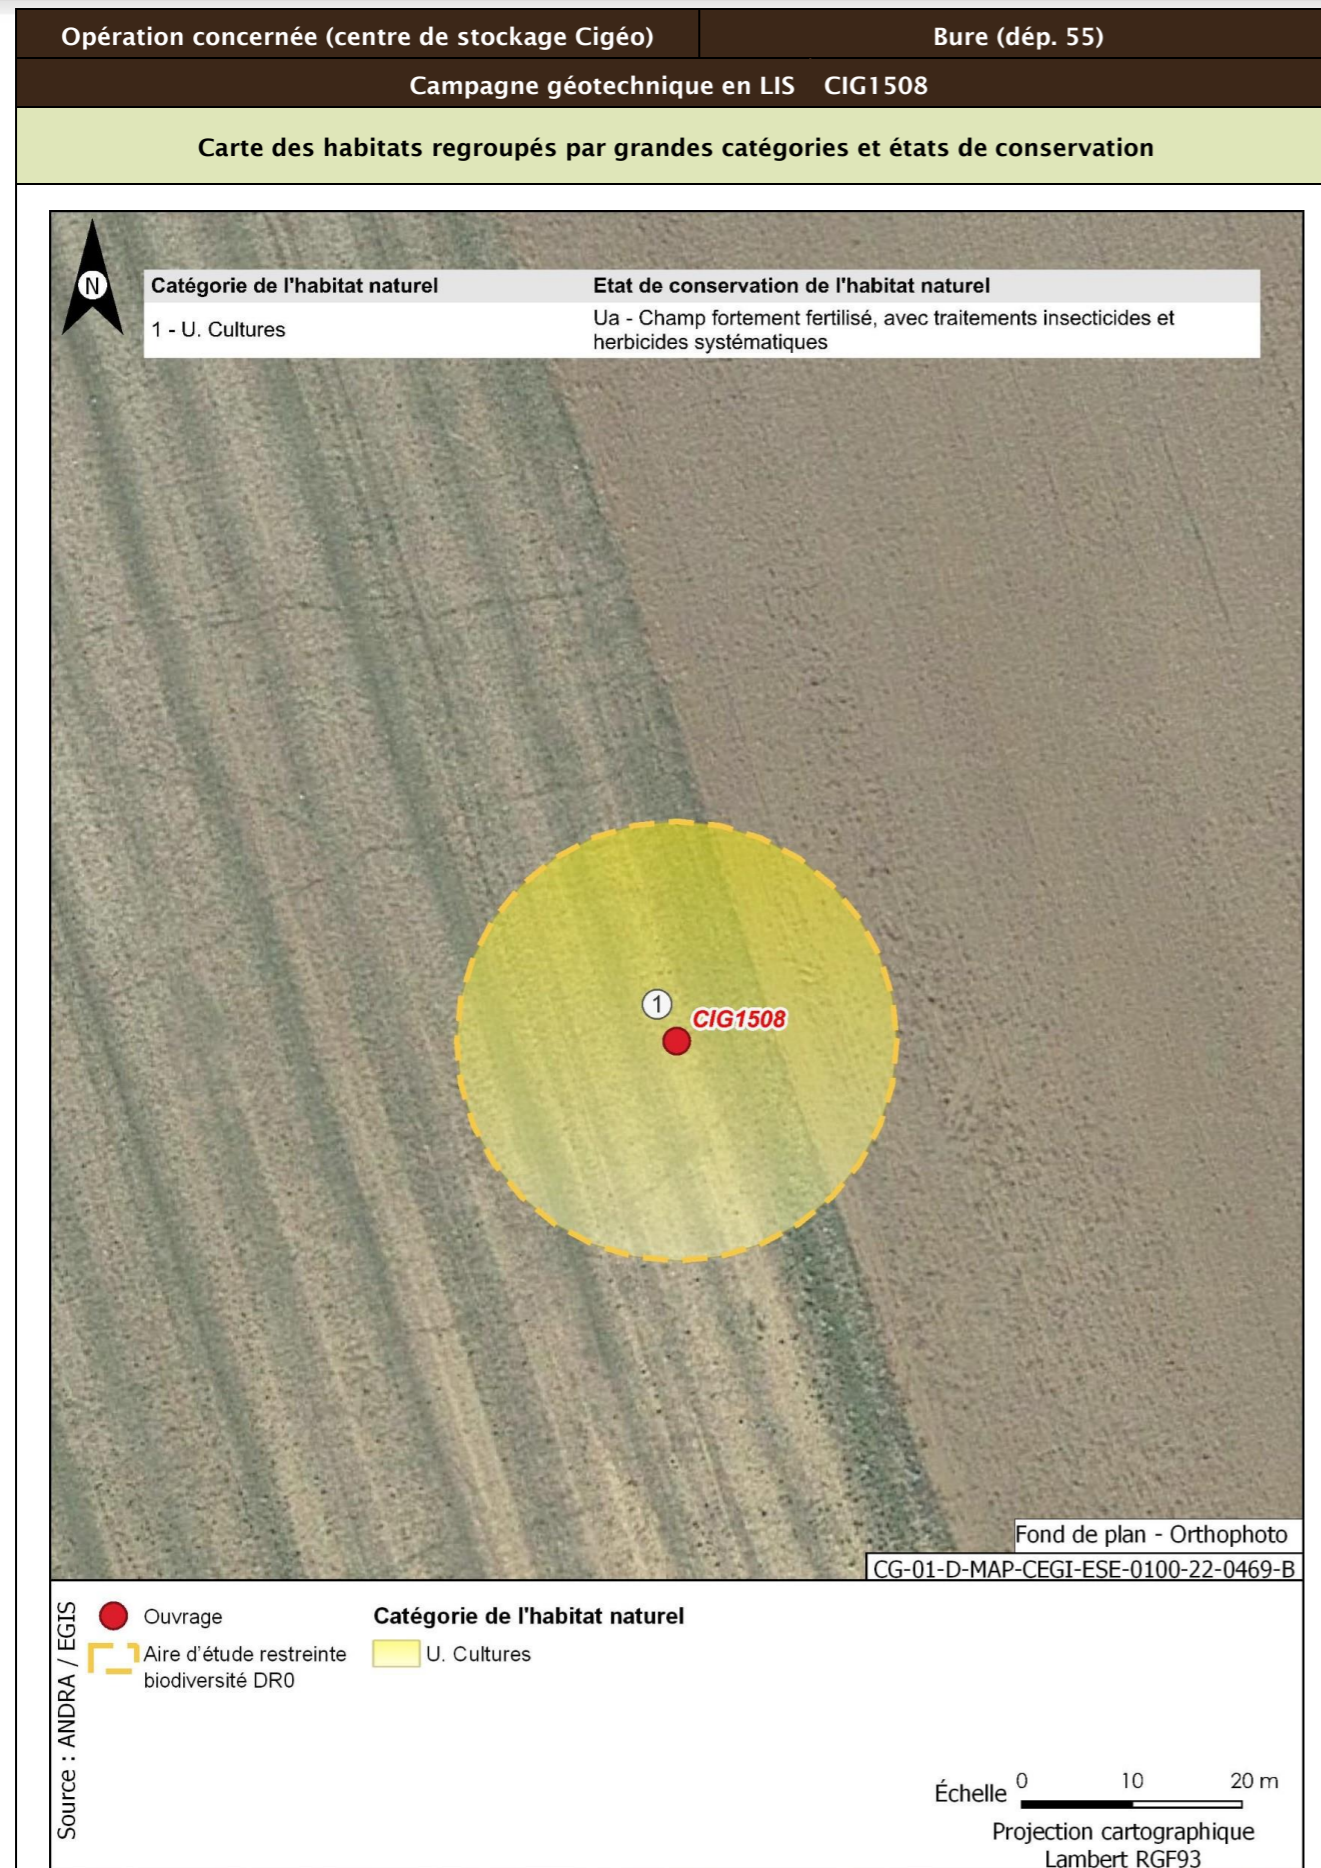 Opération concernée (centre de stockage Cigéo)
Bure (dép. 55)
Campagne géotechnique en LIS CIG1508
Carte des habitats regroupés par grandes catégories et états de conservation
N
Catégorie de l'habitat naturel
Etat de conservation de l'habitat naturel
1 - U. Cultures
Ua - Champ fortement fertilisé, avec traitements insecticides et
herbicides systématiques
1
CIG1508
Fond de plan - Orthophoto
CG-01-D-MAP-CEGI-ESE-0100-22-0469-B
Source : ANDRA / EGIS
Ouvrage
Aire d'étude restreinte
biodiversité DR0
Catégorie de l'habitat naturel
U. Cultures
Échelle 0 10 20 m
Projection cartographique
Lambert RGF93